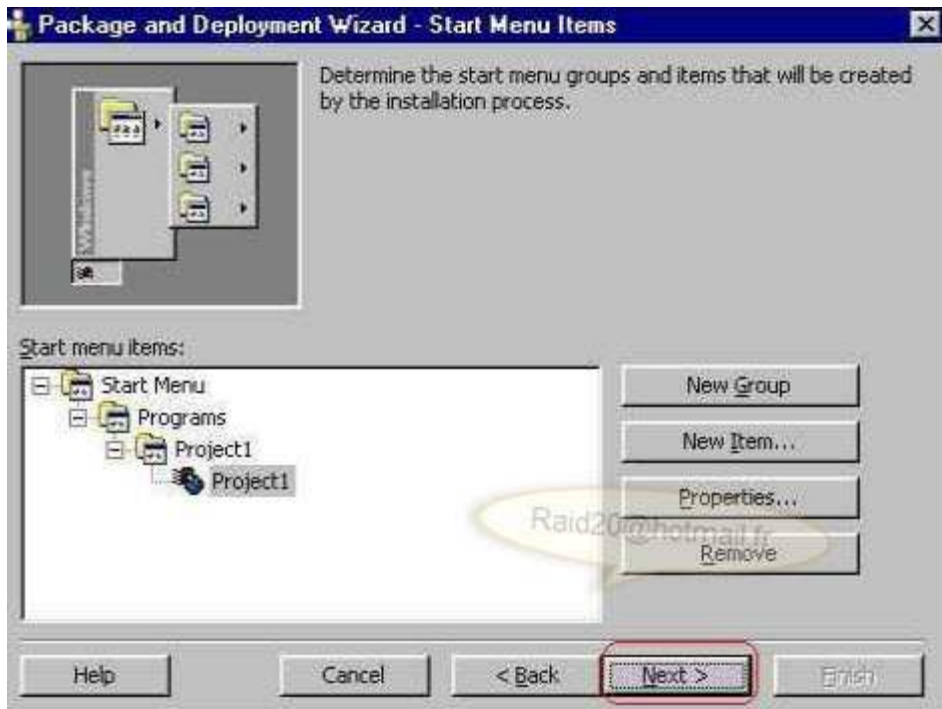 Package and Deployment Wizard - Start Menu Items
Determine the start menu groups and items that will be created
by the installation process.
Windows
Start menu items:
Start Menu
Programs
Project1
Project1
New Group
New Item...
Properties...
Remove
Raid20@hotmail.fr
Help
Cancel
< Back
Next >
Finish